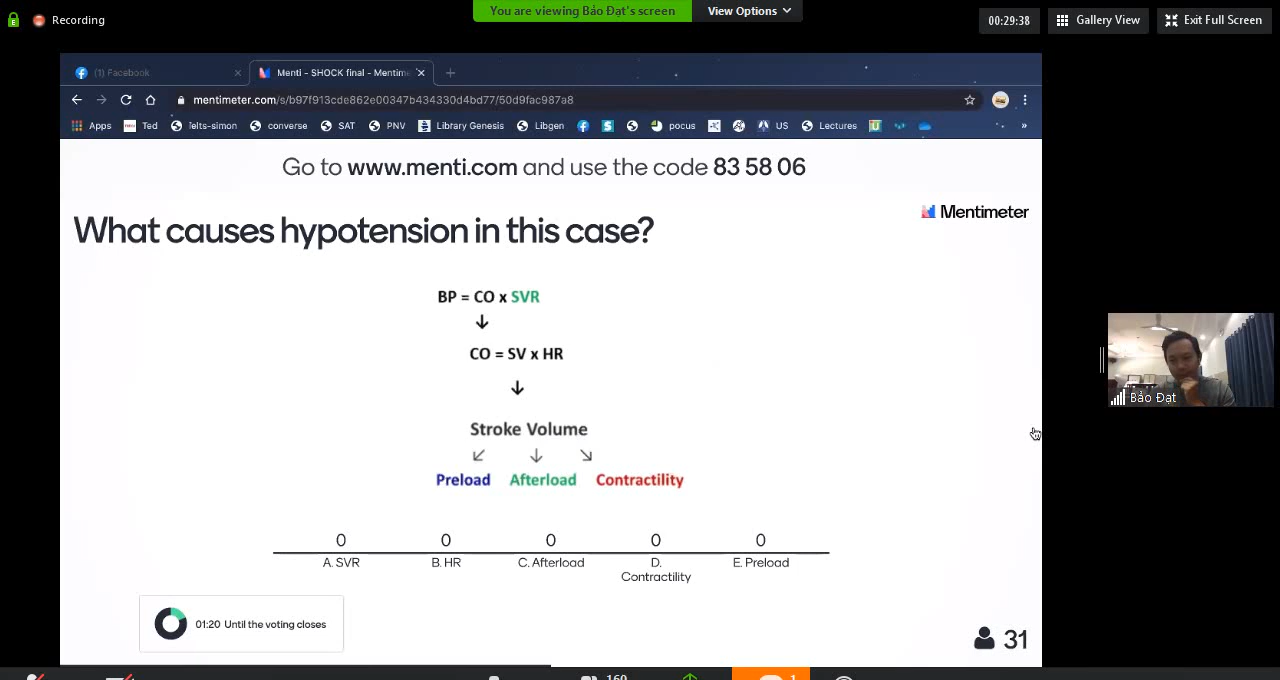 Recording
You are viewing Bảo Đạt's screen
View Options
00:29:38
Gallery View
Exit Full Screen
(1) Facebook
Menti - SHOCK final - Mentime
mentimeter.com/s/b97f913cde862e00347b434330d4bd77/50d9fac987a8
Apps
Ted
Ielts-simon
converse
SAT
PNV
Library Genesis
Libgen
pocus
US
Lectures
»
Go to www.menti.com and use the code 83 58 06
Mentimeter
What causes hypotension in this case?
BP = CO x SVR
CO = SV x HR
Stroke Volume
Preload Afterload Contractility
0 0 0 0 0
A. SVR B. HR C. Afterload D. Contractility E. Preload
01:20 Until the voting closes
31
Bảo Đạt